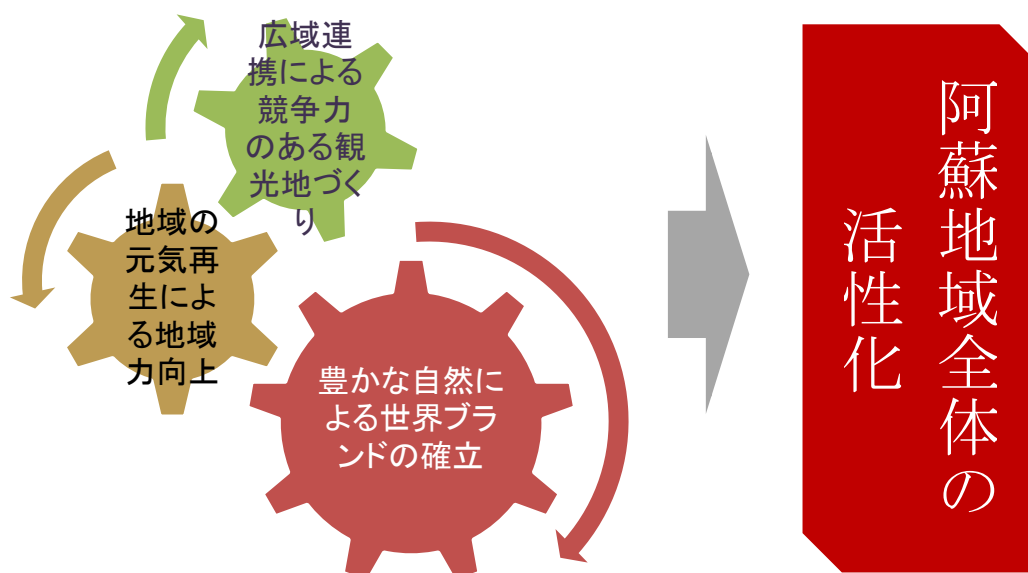 広域連
携による
競争力
のある観
光地づく
り
地域の
元気再
生によ
る地域
力向上
豊かな自然に
よる世界ブラ
ンドの確立
阿蘇地域全体の
活性化